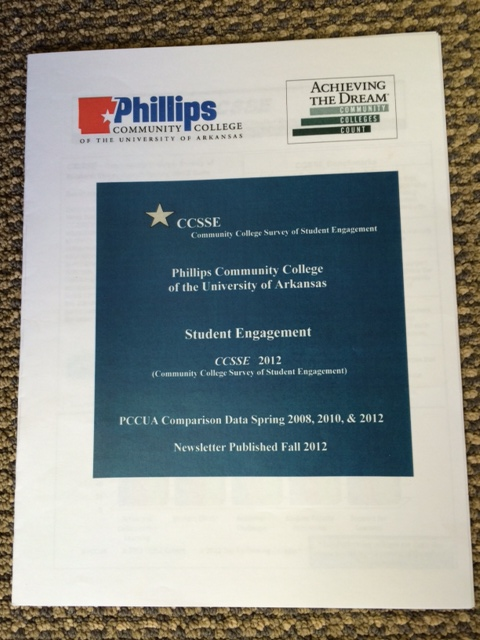 Phillips
COMMUNITY COLLEGE
OF THE UNIVERSITY OF ARKANSAS
ACHIEVING
THE DREAM
COMMUNITY
COLLEGES
COUNT
CCSSE
Community College Survey of Student Engagement
Phillips Community College
of the University of Arkansas
Student Engagement
CCSSE 2012
(Community College Survey of Student Engagement)
PCCUA Comparison Data Spring 2008, 2010, & 2012
Newsletter Published Fall 2012